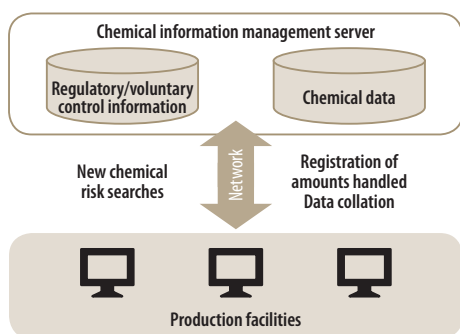 Chemical information management server
Regulatory/voluntary
control information
Chemical data
New chemical
risk searches
Network
Registration of
amounts handled
Data collation
Production facilities